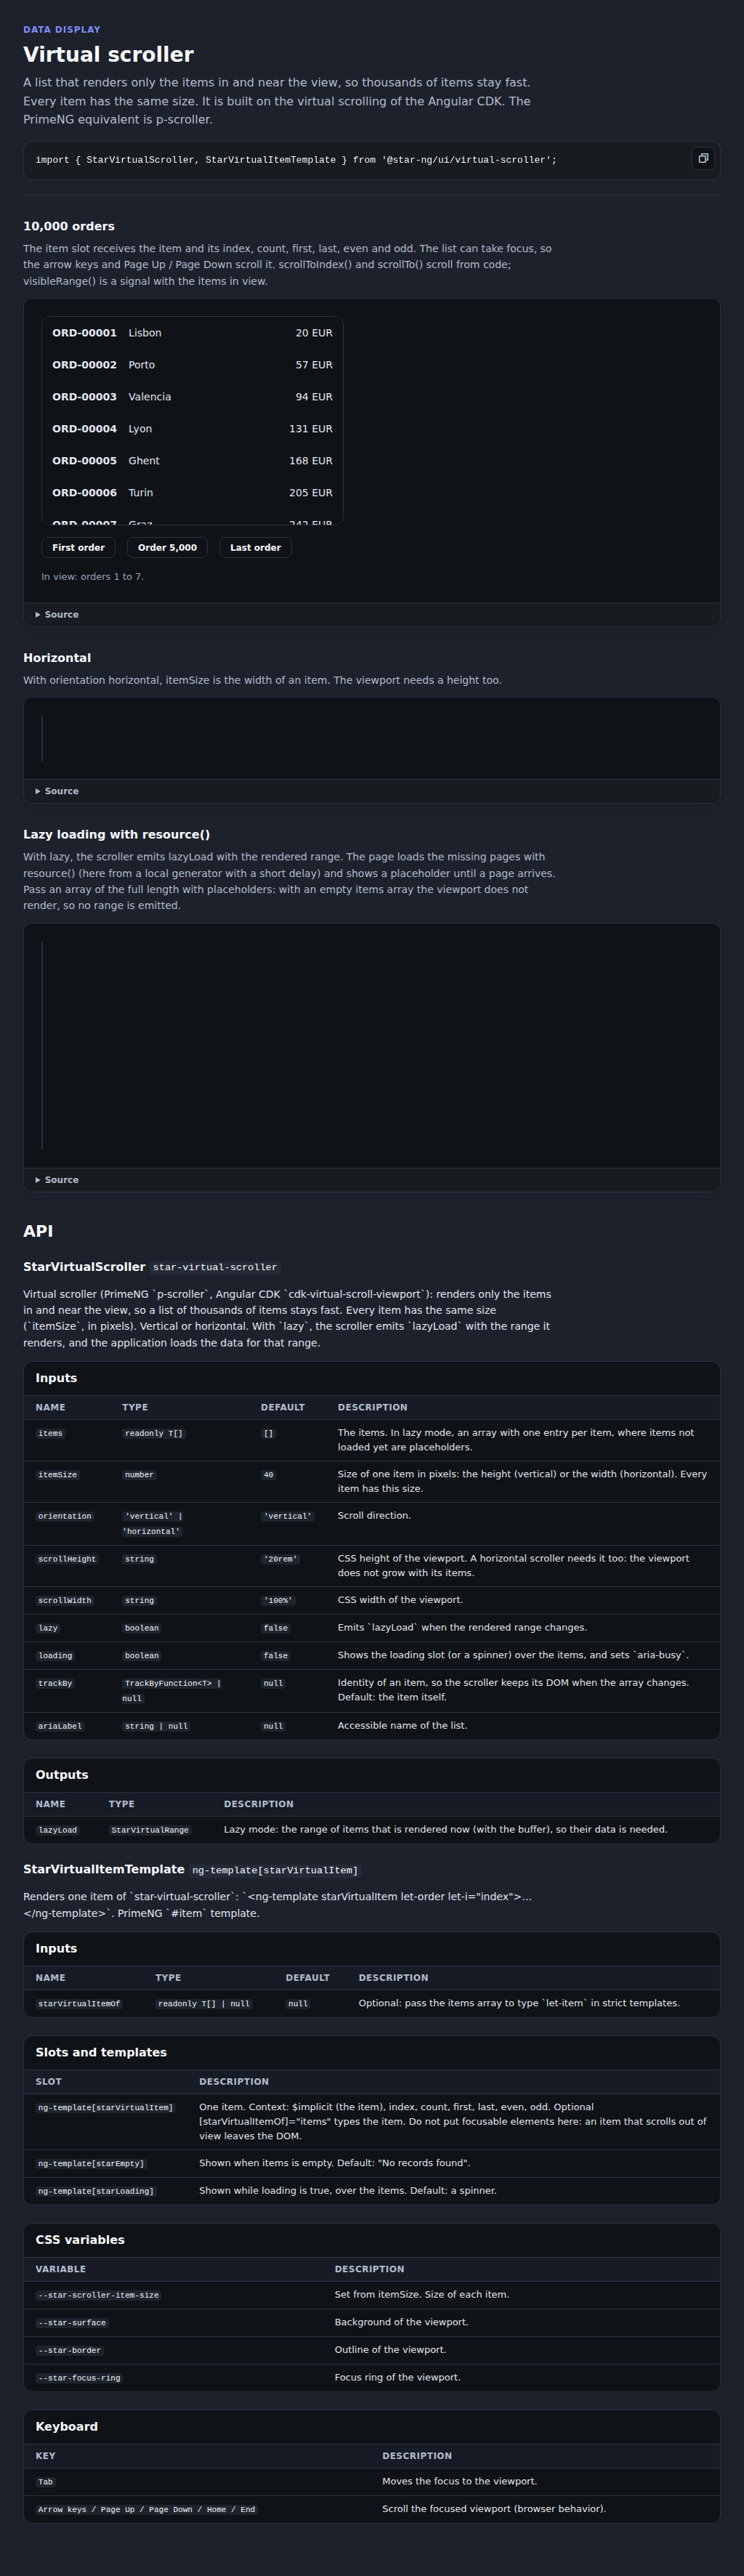 DATA DISPLAY
Virtual scroller
A list that renders only the items in and near the view, so thousands of items stay fast.
Every item has the same size. It is built on the virtual scrolling of the Angular CDK. The
PrimeNG equivalent is p-scroller.
import { StarVirtualScroller, StarVirtualItemTemplate } from '@star-ng/ui/virtual-scroller';
10,000 orders
The item slot receives the item and its index, count, first, last, even and odd. The list can take focus, so
the arrow keys and Page Up / Page Down scroll it. scrollToIndex() and scrollTo() scroll from code;
visibleRange() is a signal with the items in view.
ORD-00001 Lisbon 20 EUR
ORD-00002 Porto 57 EUR
ORD-00003 Valencia 94 EUR
ORD-00004 Lyon 131 EUR
ORD-00005 Ghent 168 EUR
ORD-00006 Turin 205 EUR
ORD-00007 Graz 242 EUR
First order Order 5,000 Last order
In view: orders 1 to 7.
Source
Horizontal
With orientation horizontal, itemSize is the width of an item. The viewport needs a height too.
Source
Lazy loading with resource()
With lazy, the scroller emits lazyLoad with the rendered range. The page loads the missing pages with
resource() (here from a local generator with a short delay) and shows a placeholder until a page arrives.
Pass an array of the full length with placeholders: with an empty items array the viewport does not
render, so no range is emitted.
Source
API
StarVirtualScroller star-virtual-scroller
Virtual scroller (PrimeNG `p-scroller`, Angular CDK `cdk-virtual-scroll-viewport`): renders only the items
in and near the view, so a list of thousands of items stays fast. Every item has the same size
(`itemSize`, in pixels). Vertical or horizontal. With `lazy`, the scroller emits `lazyLoad` with the range it
renders, and the application loads the data for that range.
Inputs
NAME TYPE DEFAULT DESCRIPTION
items readonly T[] [] The items. In lazy mode, an array with one entry per item, where items not
loaded yet are placeholders.
itemSize number 40 Size of one item in pixels: the height (vertical) or the width (horizontal). Every
item has this size.
orientation 'vertical' | 'vertical' Scroll direction.
'horizontal'
scrollHeight string '20rem' CSS height of the viewport. A horizontal scroller needs it too: the viewport
does not grow with its items.
scrollWidth string '100%' CSS width of the viewport.
lazy boolean false Emits `lazyLoad` when the rendered range changes.
loading boolean false Shows the loading slot (or a spinner) over the items, and sets `aria-busy`.
trackBy TrackByFunction<T> | null Identity of an item, so the scroller keeps its DOM when the array changes.
null Default: the item itself.
ariaLabel string | null null Accessible name of the list.
Outputs
NAME TYPE DESCRIPTION
lazyLoad StarVirtualRange Lazy mode: the range of items that is rendered now (with the buffer), so their data is needed.
StarVirtualItemTemplate ng-template[starVirtualItem]
Renders one item of `star-virtual-scroller`: `<ng-template starVirtualItem let-order let-i="index">…
</ng-template>`. PrimeNG `#item` template.
Inputs
NAME TYPE DEFAULT DESCRIPTION
starVirtualItemOf readonly T[] | null null Optional: pass the items array to type `let-item` in strict templates.
Slots and templates
SLOT DESCRIPTION
ng-template[starVirtualItem] One item. Context: $implicit (the item), index, count, first, last, even, odd. Optional
[starVirtualItemOf]="items" types the item. Do not put focusable elements here: an item that scrolls out of
view leaves the DOM.
ng-template[starEmpty] Shown when items is empty. Default: "No records found".
ng-template[starLoading] Shown while loading is true, over the items. Default: a spinner.
CSS variables
VARIABLE DESCRIPTION
--star-scroller-item-size Set from itemSize. Size of each item.
--star-surface Background of the viewport.
--star-border Outline of the viewport.
--star-focus-ring Focus ring of the viewport.
Keyboard
KEY DESCRIPTION
Tab Moves the focus to the viewport.
Arrow keys / Page Up / Page Down / Home / End Scroll the focused viewport (browser behavior).